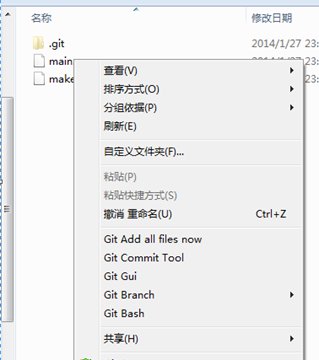 名称 修改日期
.git 2014/1/27 23:
main. 2014/1/27 23:
make 23:
查看(V)
排序方式(O)
分组依据(P)
刷新(E)
自定义文件夹(F)...
粘贴(P)
粘贴快捷方式(S)
撤消 重命名(U) Ctrl+Z
Git Add all files now
Git Commit Tool
Git Gui
Git Branch
Git Bash
共享(H)